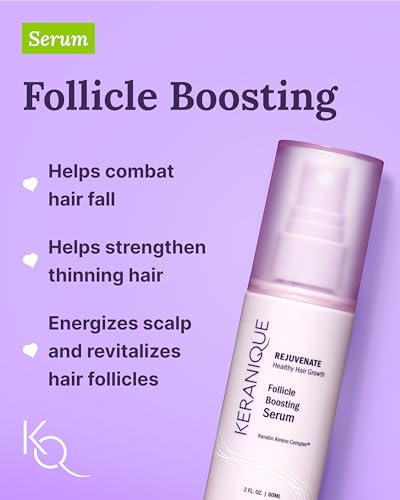 Serum
Follicle Boosting
Helps combat
hair fall
Helps strengthen
thinning hair
Energizes scalp
and revitalizes
hair follicles
KQ
KERANIQUE
REJUVENATE
Healthy Hair Growth
Follicle
Boosting
Serum
Keratin Amino Complex™
2 FL. OZ. | 60ML